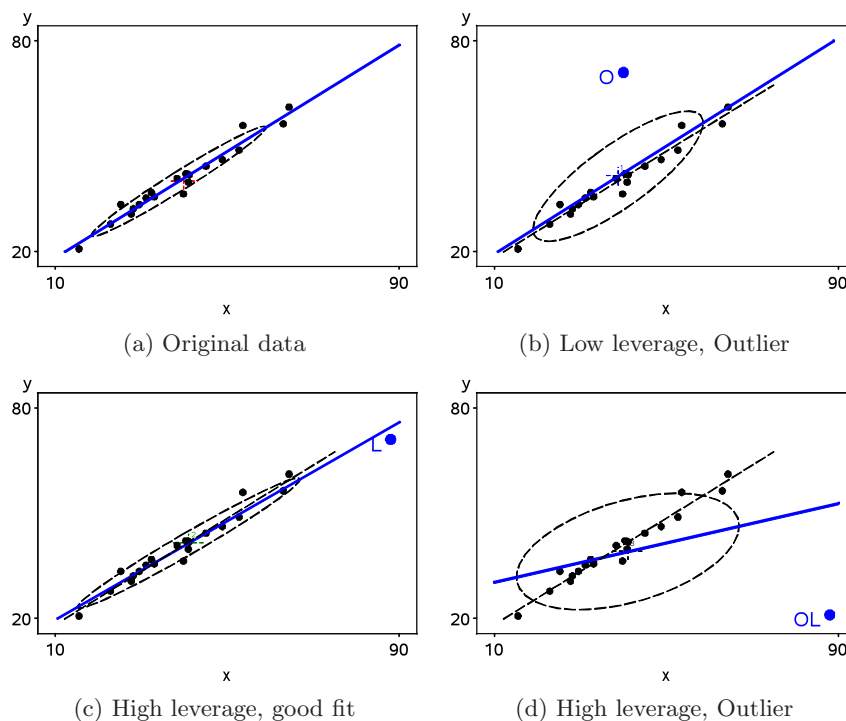 y
80
20
10
90
x
(a) Original data
80
O
20
10
90
x
(b) Low leverage, Outlier
y
80
L
20
10
90
x
(c) High leverage, good fit
y
80
20
OL
10
90
x
(d) High leverage, Outlier